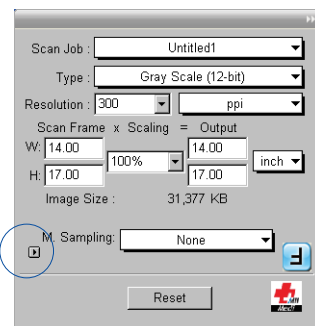 Scan Job : Untitled1
Type : Gray Scale (12-bit)
Resolution : 300 ppi
Scan Frame x Scaling = Output
W: 14.00 100% 14.00 inch
H: 17.00 17.00
Image Size : 31,377 KB
M. Sampling: None
Reset